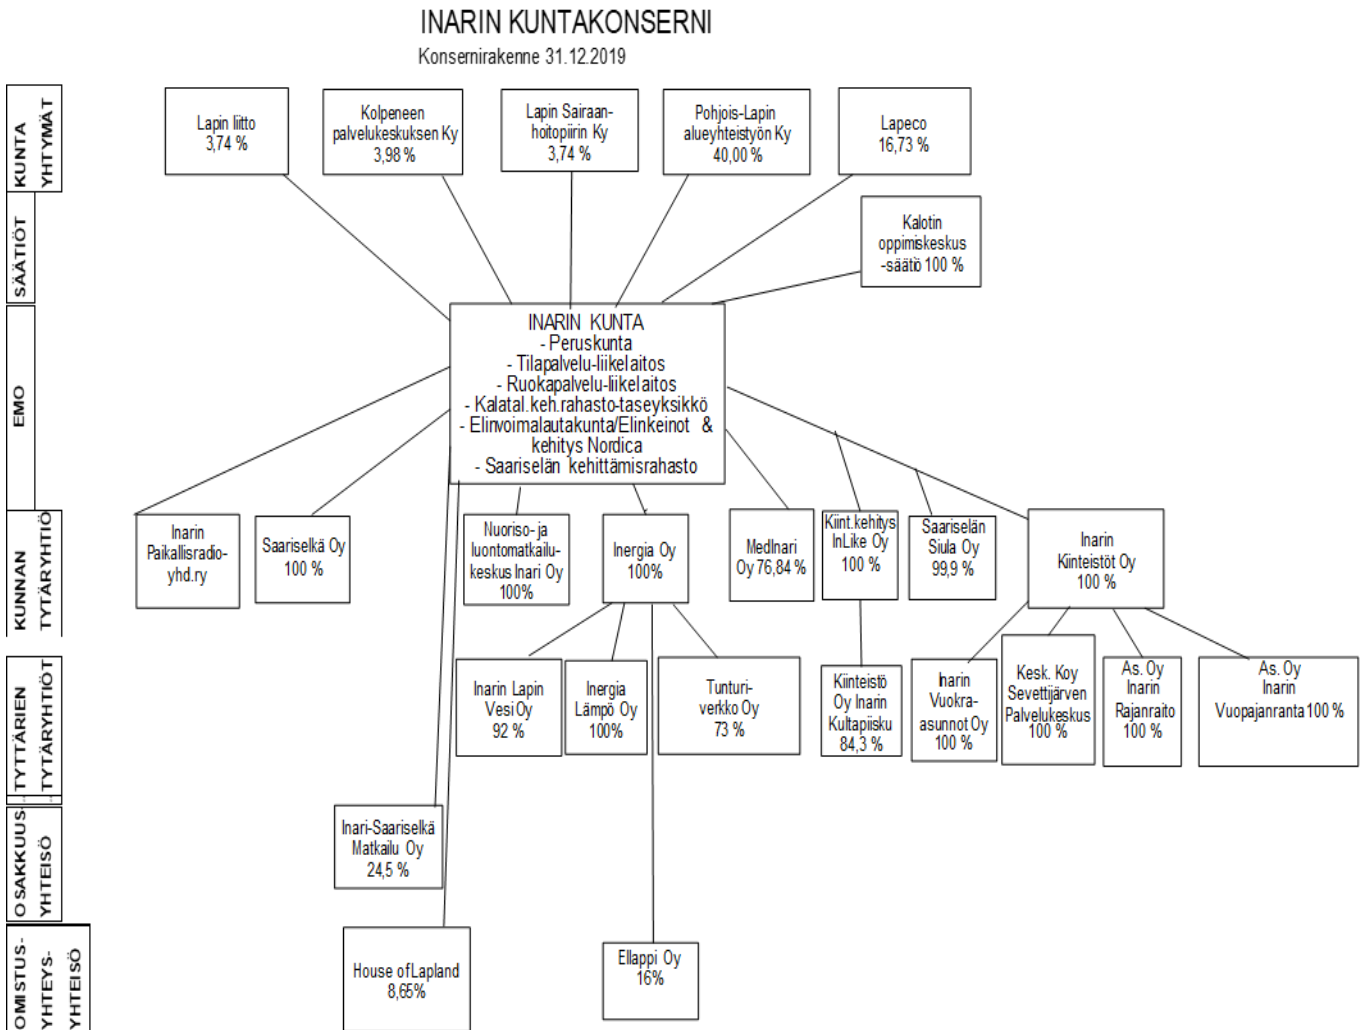 INARIN KUNTAKONSERNI
Konsernirakenne 31.12.2019
KUNTA
YHTYMÄT
Lapin liitto
3,74 %
Kolpeneen
palvelukeskuksen Ky
3,98 %
Lapin Sairaan-
hoitopiirin Ky
3,74 %
Pohjois-Lapin
alueyhteistyön Ky
40,00 %
Lapeco
16,73 %
SÄÄTIÖT
Kalotin
oppimiskeskus
-säätiö 100 %
EMO
INARIN KUNTA
- Peruskunta
- Tilapalvelu-liikelaitos
- Ruokapalvelu-liikelaitos
- Kalatal.keh.rahasto-taseyksikkö
- Elinvoimalautakunta/Elinkeinot &
kehitys Nordica
- Saariselän kehittämisrahasto
KUNNAN
TYTÄRYHTIÖ
Inarin
Paikallisradio-
yhd.ry
Saariselkä Oy
100 %
Nuoriso- ja
luontomatkailu-
keskus Inari Oy
100%
Inergia Oy
100%
MedInari
Oy 76,84 %
Kiint.kehitys
InLike Oy
100 %
Saariselän
Siula Oy
99,9 %
Inarin
Kiinteistöt Oy
100 %
TYTTÄRIEN
TYTÄRYHTIÖT
Inarin Lapin
Vesi Oy
92 %
Inergia
Lämpö Oy
100%
Tunturi-
verkko Oy
73 %
Kiinteistö
Oy Inarin
Kultapiisku
84,3 %
Inarin
Vuokra-
asunnot Oy
100 %
Kesk. Koy
Sevettijärven
Palvelukeskus
100 %
As. Oy
Inarin
Rajanraito
100 %
As. Oy
Inarin
Vuopajanranta 100 %
OSAKKUUS-
YHTEISÖ
Inari-Saariselkä
Matkailu Oy
24,5 %
OMISTUS-
YHTEYS-
YHTEISÖ
House of Lapland
8,65%
Ellappi Oy
16%